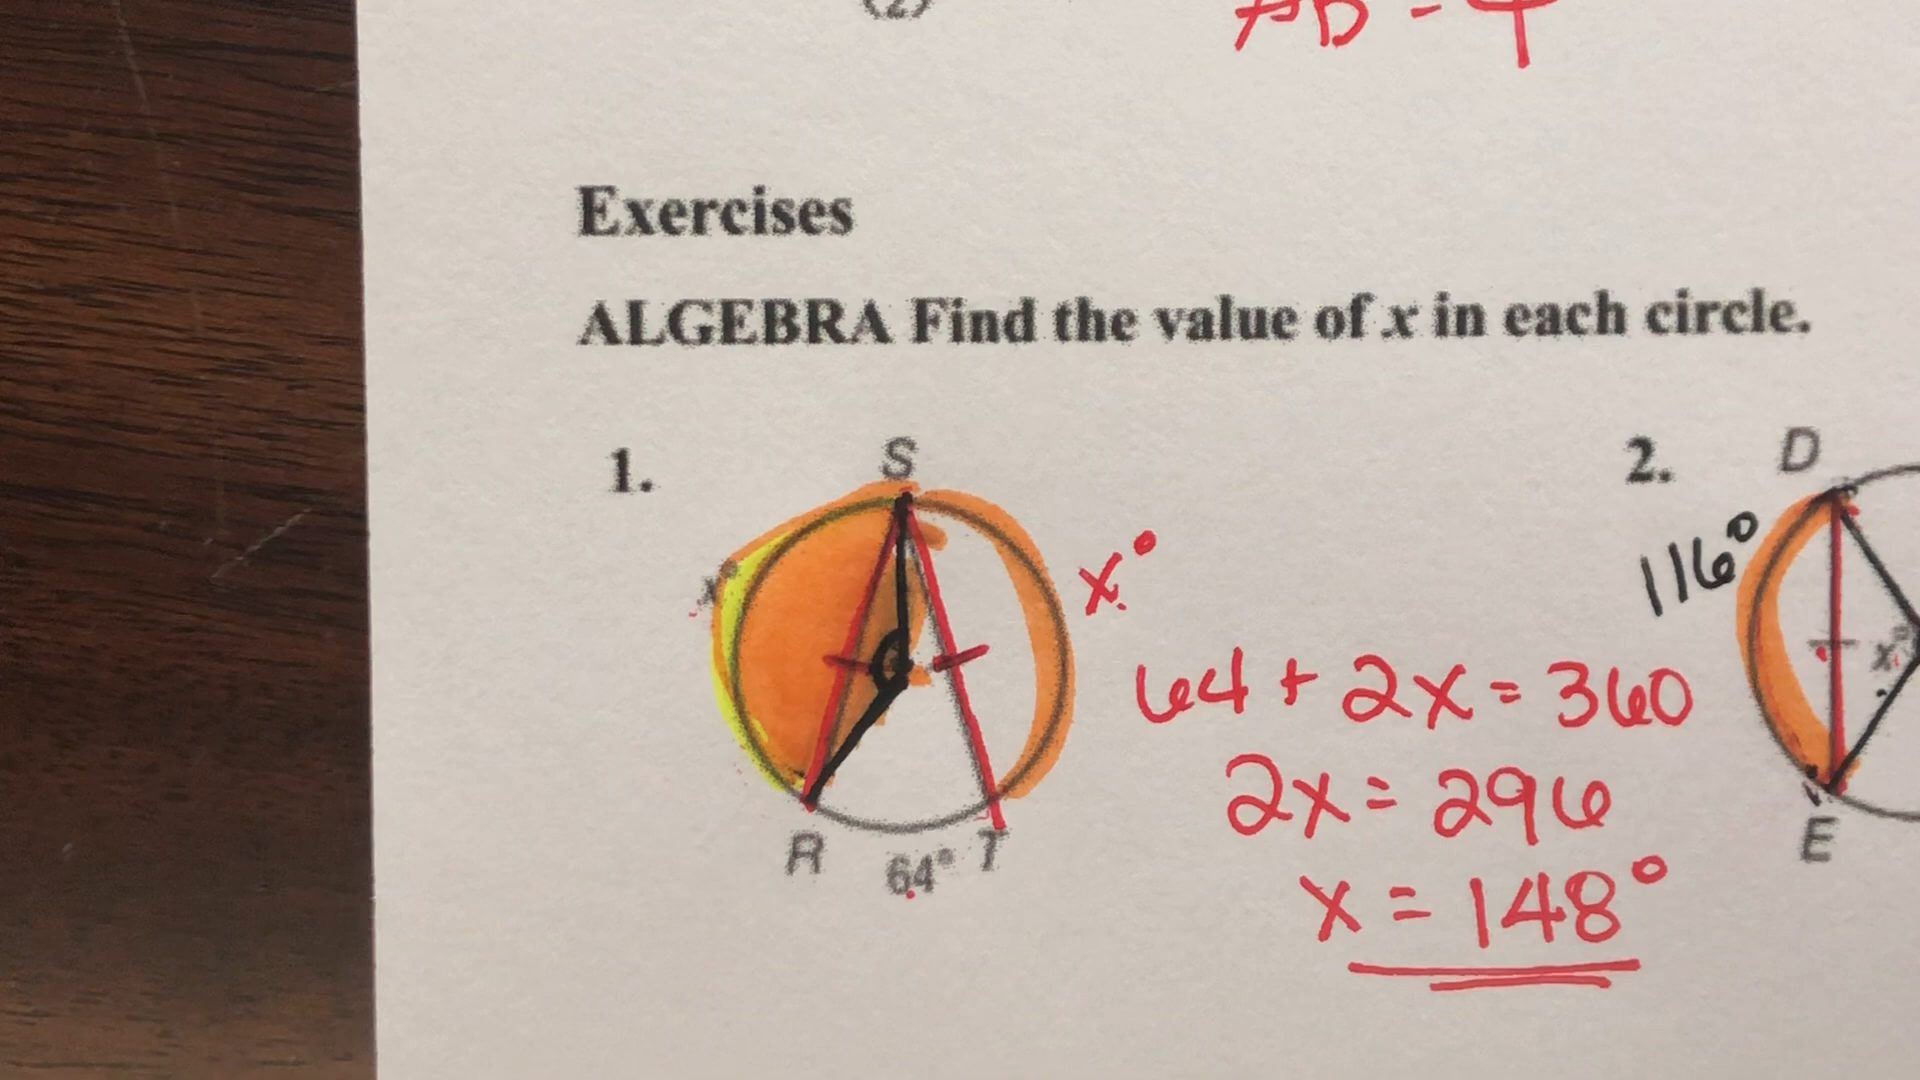 (2)
AB = 
Exercises
ALGEBRA Find the value of x in each circle.
1.
S
x°
x°
R
64°
T
64 + 2x = 360
2x = 296
x = 148°
2.
D
116°
x
E